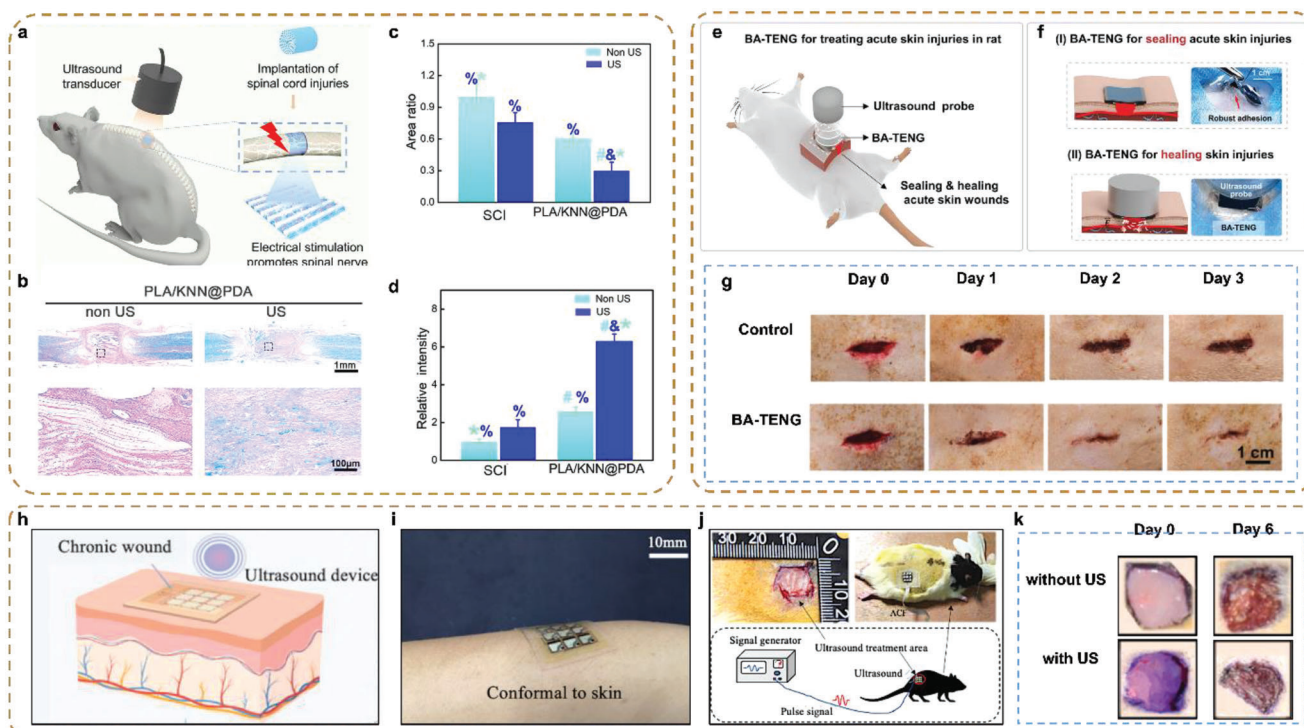 a
Ultrasound
transducer
Implantation of
spinal cord injuries
Electrical stimulation
promotes spinal nerve
b
PLA/KNN@PDA
non US
US
1mm
100μm
c
Area ratio
1.5
1.2
0.9
0.6
0.3
0.0
Non US
US
%*
%
%
#&*
SCI
PLA/KNN@PDA
d
Relative intensity
8
6
4
2
0
Non US
US
*%
%
#%
#&*
SCI
PLA/KNN@PDA
e
BA-TENG for treating acute skin injuries in rat
Ultrasound probe
BA-TENG
Sealing & healing
acute skin wounds
f
(I) BA-TENG for sealing acute skin injuries
1 cm
Robust adhesion
(II) BA-TENG for healing skin injuries
Ultrasound
probe
BA-TENG
g
Day 0
Day 1
Day 2
Day 3
Control
BA-TENG
1 cm
h
Chronic wound
Ultrasound device
i
10mm
Conformal to skin
j
30 20 10 0
10
2
Signal generator
Ultrasound treatment area
Ultrasound
Pulse signal
k
Day 0
Day 6
without US
with US